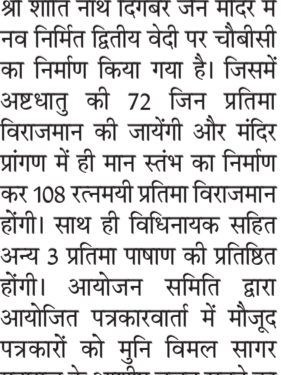 श्री शांति नाथ दिगंबर जैन मंदिर में
नव निर्मित द्वितीय वेदी पर चौबीसी
का निर्माण किया गया है। जिसमें
अष्टधातु की 72 जिन प्रतिमा
विराजमान की जायेंगी और मंदिर
प्रांगण में ही मान स्तंभ का निर्माण
कर 108 रत्नमयी प्रतिमा विराजमान
होंगी। साथ ही विधिनायक सहित
अन्य 3 प्रतिमा पाषाण की प्रतिष्ठित
होंगी। आयोजन समिति द्वारा
आयोजित पत्रकारवार्ता में मौजूद
पत्रकारों को मुनि विमल सागर